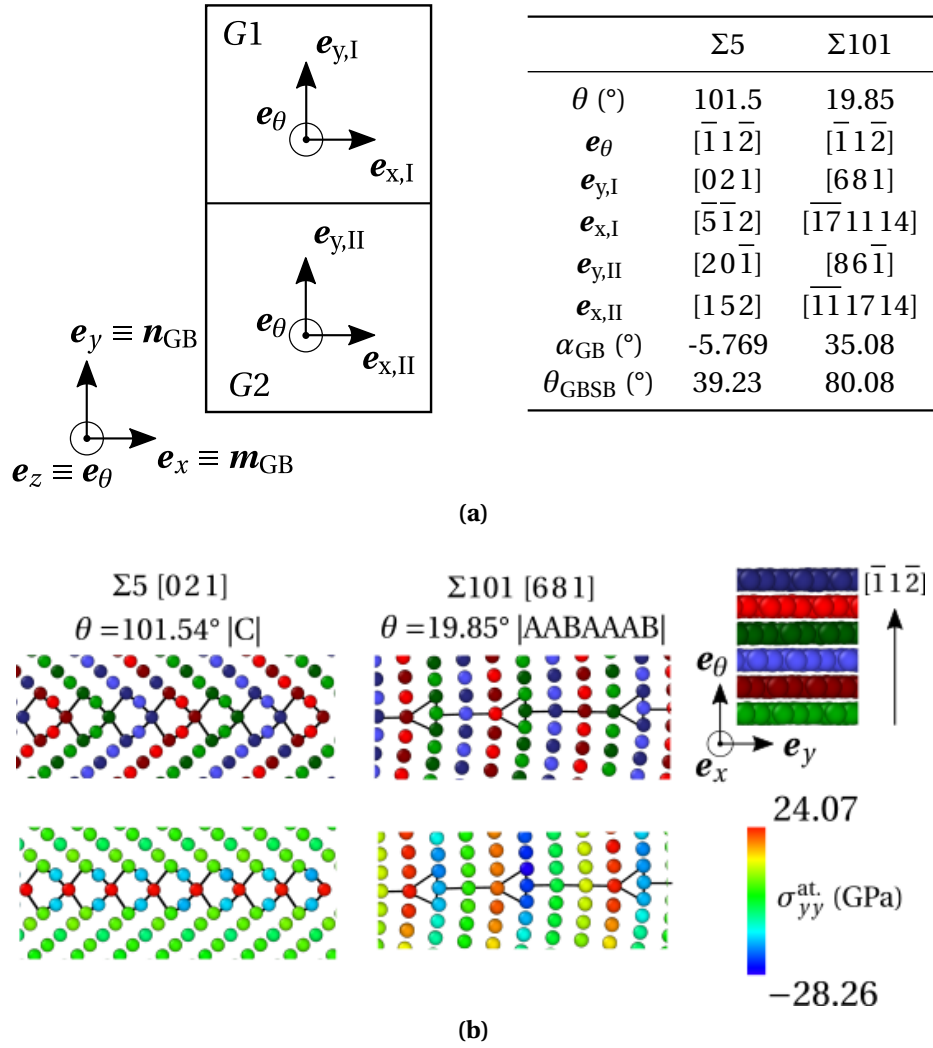 G1
e_y,I
e_θ
e_x,I
e_y,II
e_θ
e_x,II
G2
e_y ≡ n_GB
e_z ≡ e_θ
e_x ≡ m_GB
Σ5 Σ101
θ (°) 101.5 19.85
e_θ [1̅ 1 2̅] [1̅ 1 2̅]
e_y,I [0 2 1] [6 8 1]
e_x,I [5̅ 1̅ 2] [1̅7̅ 11 14]
e_y,II [2 0 1̅] [8 6 1̅]
e_x,II [1 5 2] [1̅1̅ 17 14]
α_GB (°) -5.769 35.08
θ_GBSB (°) 39.23 80.08
(a)
Σ5 [0 2 1]
θ = 101.54° |C|
Σ101 [6 8 1]
θ = 19.85° |AABAAAB|
[1̅ 1 2̅]
e_θ
e_x
e_y
24.07
σ^at._yy (GPa)
−28.26
(b)